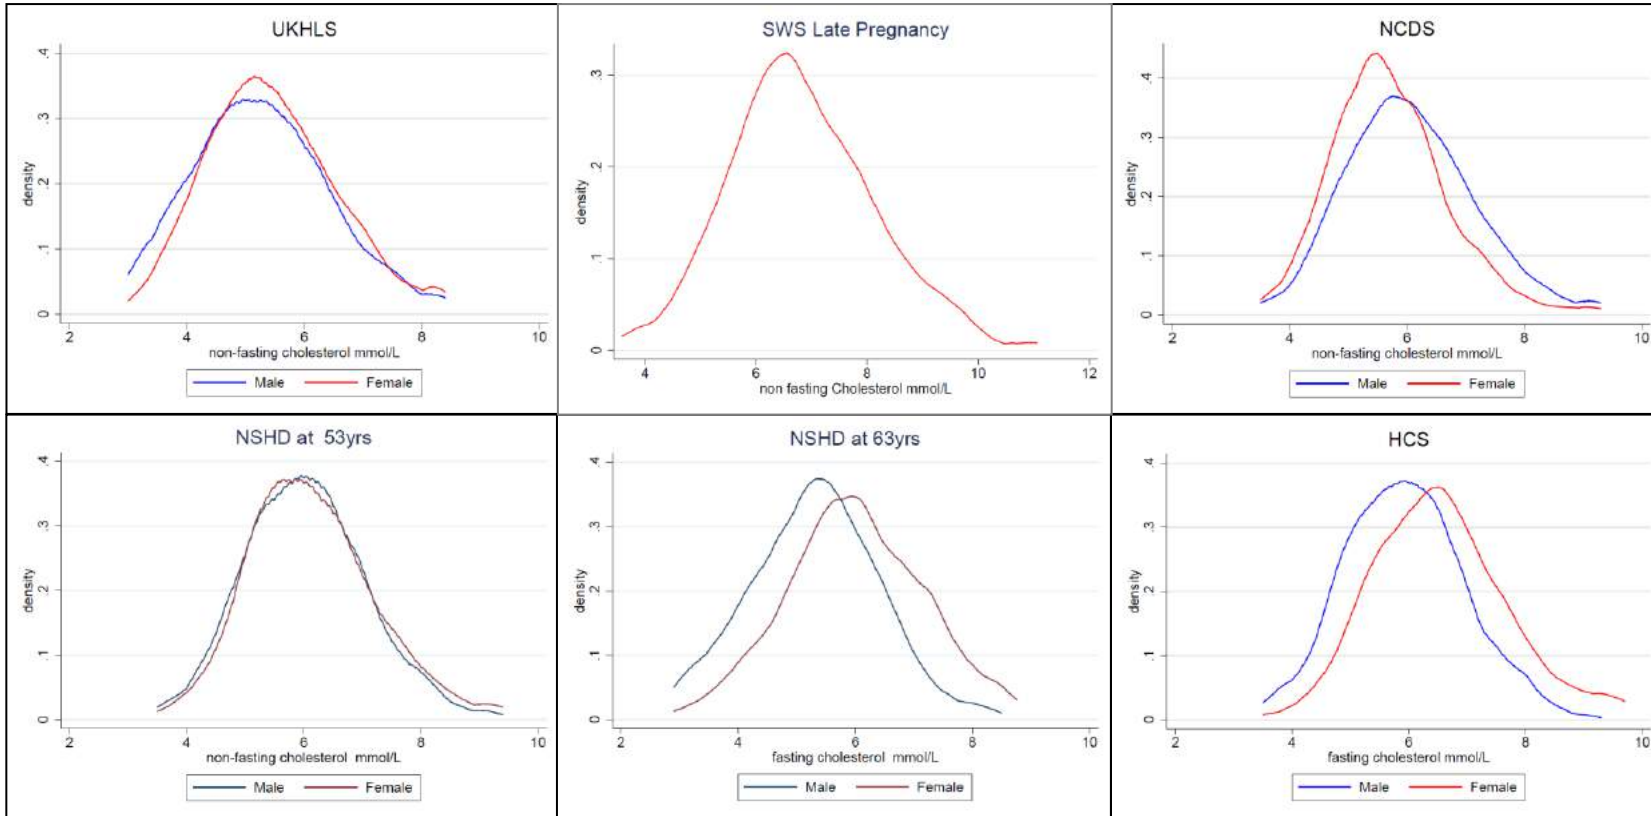 UKHLS
density
0
.1
.2
.3
.4
2
4
6
8
10
non-fasting cholesterol mmol/L
Male
Female
SWS Late Pregnancy
0
.1
.2
.3
4
6
8
10
12
non fasting Cholesterol mmol/L
NCDS
density
0
.1
.2
.3
.4
2
4
6
8
10
non-fasting cholesterol mmol/L
Male
Female
NSHD at 53yrs
density
0
.1
.2
.3
.4
2
4
6
8
10
non-fasting cholesterol mmol/L
Male
Female
NSHD at 63yrs
density
0
.1
.2
.3
.4
2
4
6
8
10
fasting cholesterol mmol/L
Male
Female
HCS
density
0
.1
.2
.3
.4
2
4
6
8
10
fasting cholesterol mmol/L
Male
Female